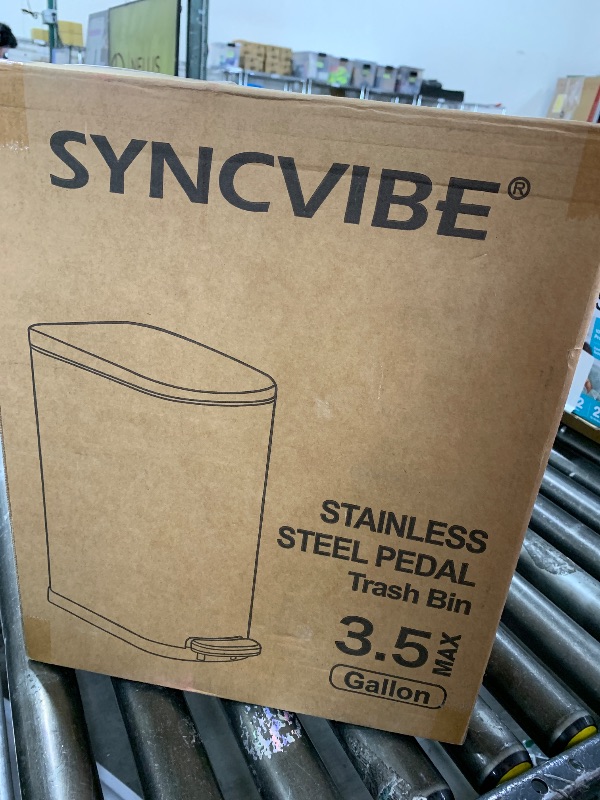 SYNCVIBE®
STAINLESS
STEEL PEDAL
Trash Bin
3.5 MAX
Gallon